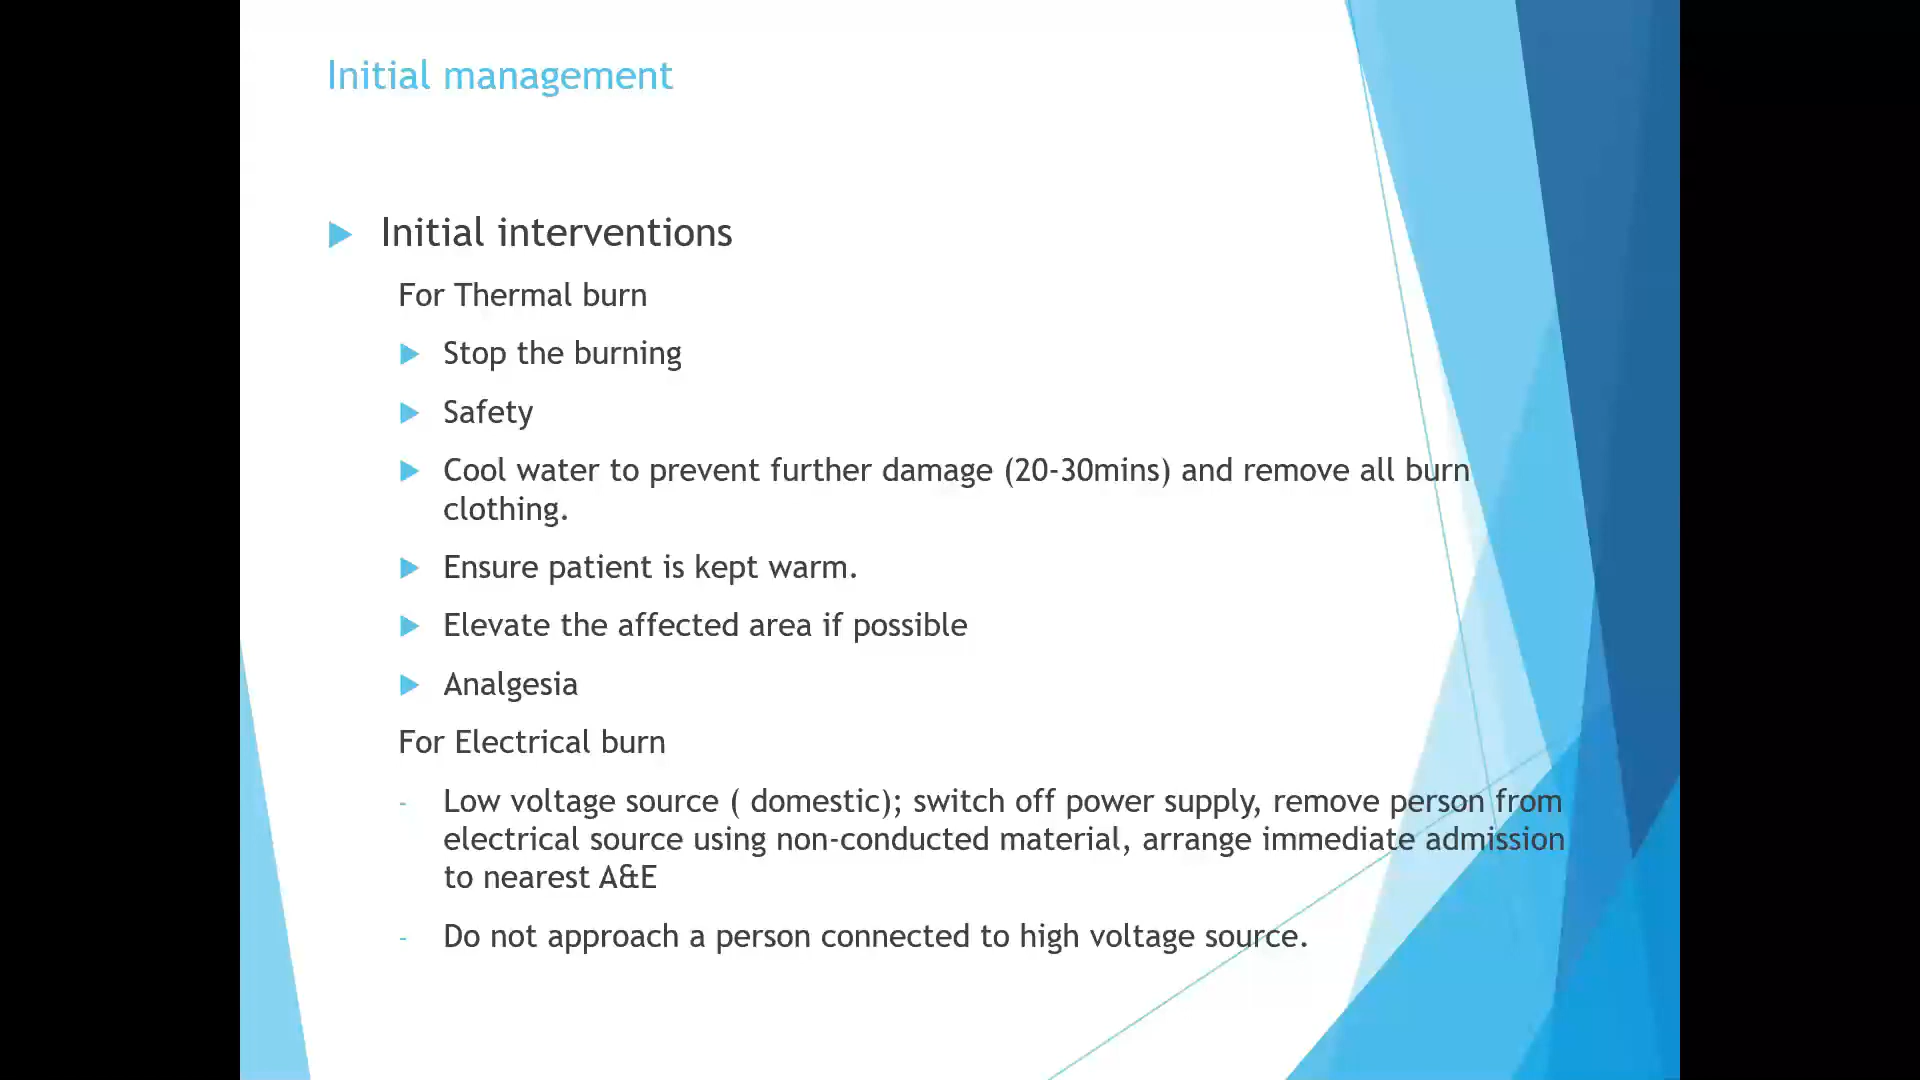 Initial management
Initial interventions
For Thermal burn
Stop the burning
Safety
Cool water to prevent further damage (20-30mins) and remove all burn
clothing.
Ensure patient is kept warm.
Elevate the affected area if possible
Analgesia
For Electrical burn
- Low voltage source ( domestic); switch off power supply, remove person from
electrical source using non-conducted material, arrange immediate admission
to nearest A&E
- Do not approach a person connected to high voltage source.